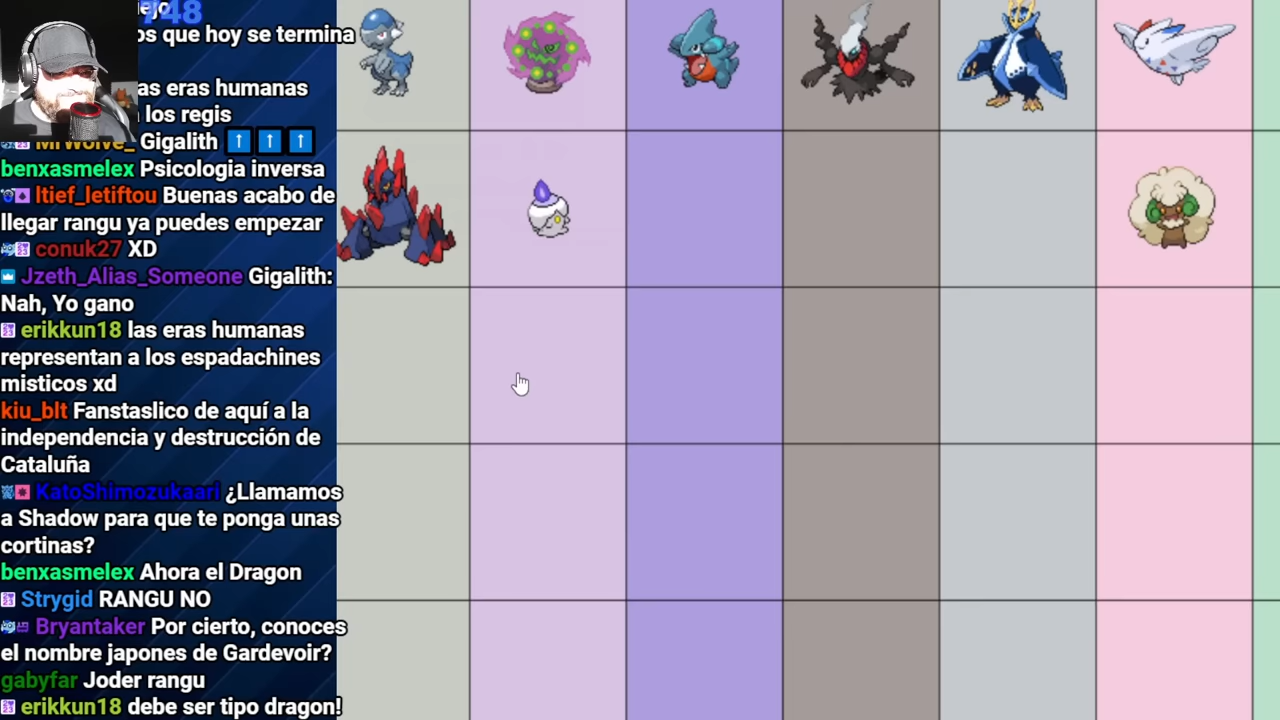 ejo
748
os que hoy se termina
as eras humanas
los regis
MrWolve_ Gigalith
benxasmelex Psicologia inversa
ltief_letiftou Buenas acabo de
llegar rangu ya puedes empezar
conuk27 XD
Jzeth_Alias_Someone Gigalith:
Nah, Yo gano
erikkun18 las eras humanas
representan a los espadachines
misticos xd
kiu_blt Fanstaslico de aquí a la
independencia y destrucción de
Cataluña
KatoShimozukaari ¿Llamamos
a Shadow para que te ponga unas
cortinas?
benxasmelex Ahora el Dragon
Strygid RANGU NO
Bryantaker Por cierto, conoces
el nombre japones de Gardevoir?
gabyfar Joder rangu
erikkun18 debe ser tipo dragon!